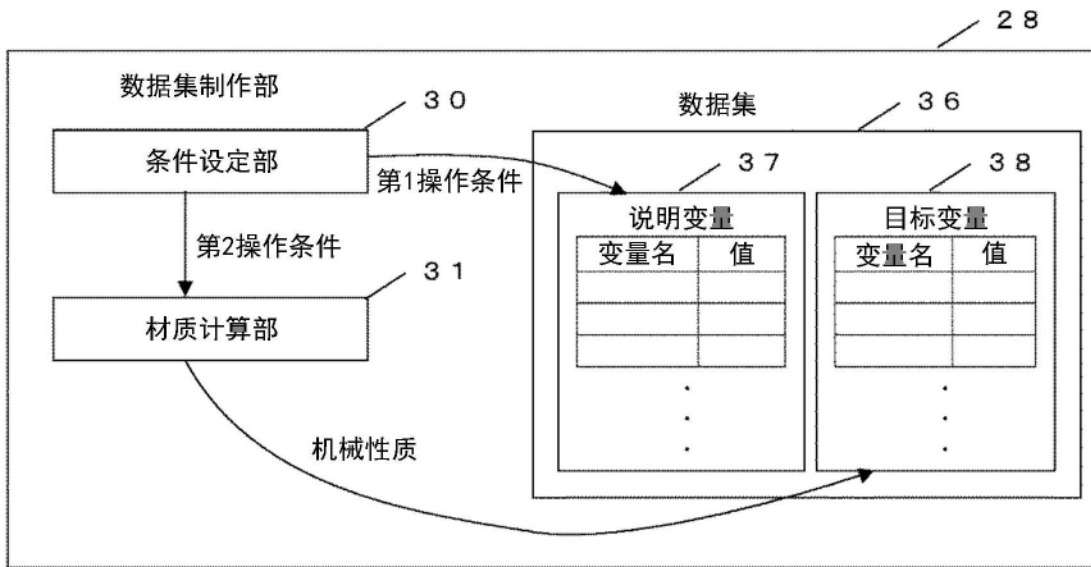 ２８
数据集制作部
３０
条件设定部
第1操作条件
第2操作条件
３１
材质计算部
机械性质
数据集
３６
３７
说明变量
变量名 值
３８
目标变量
变量名 值